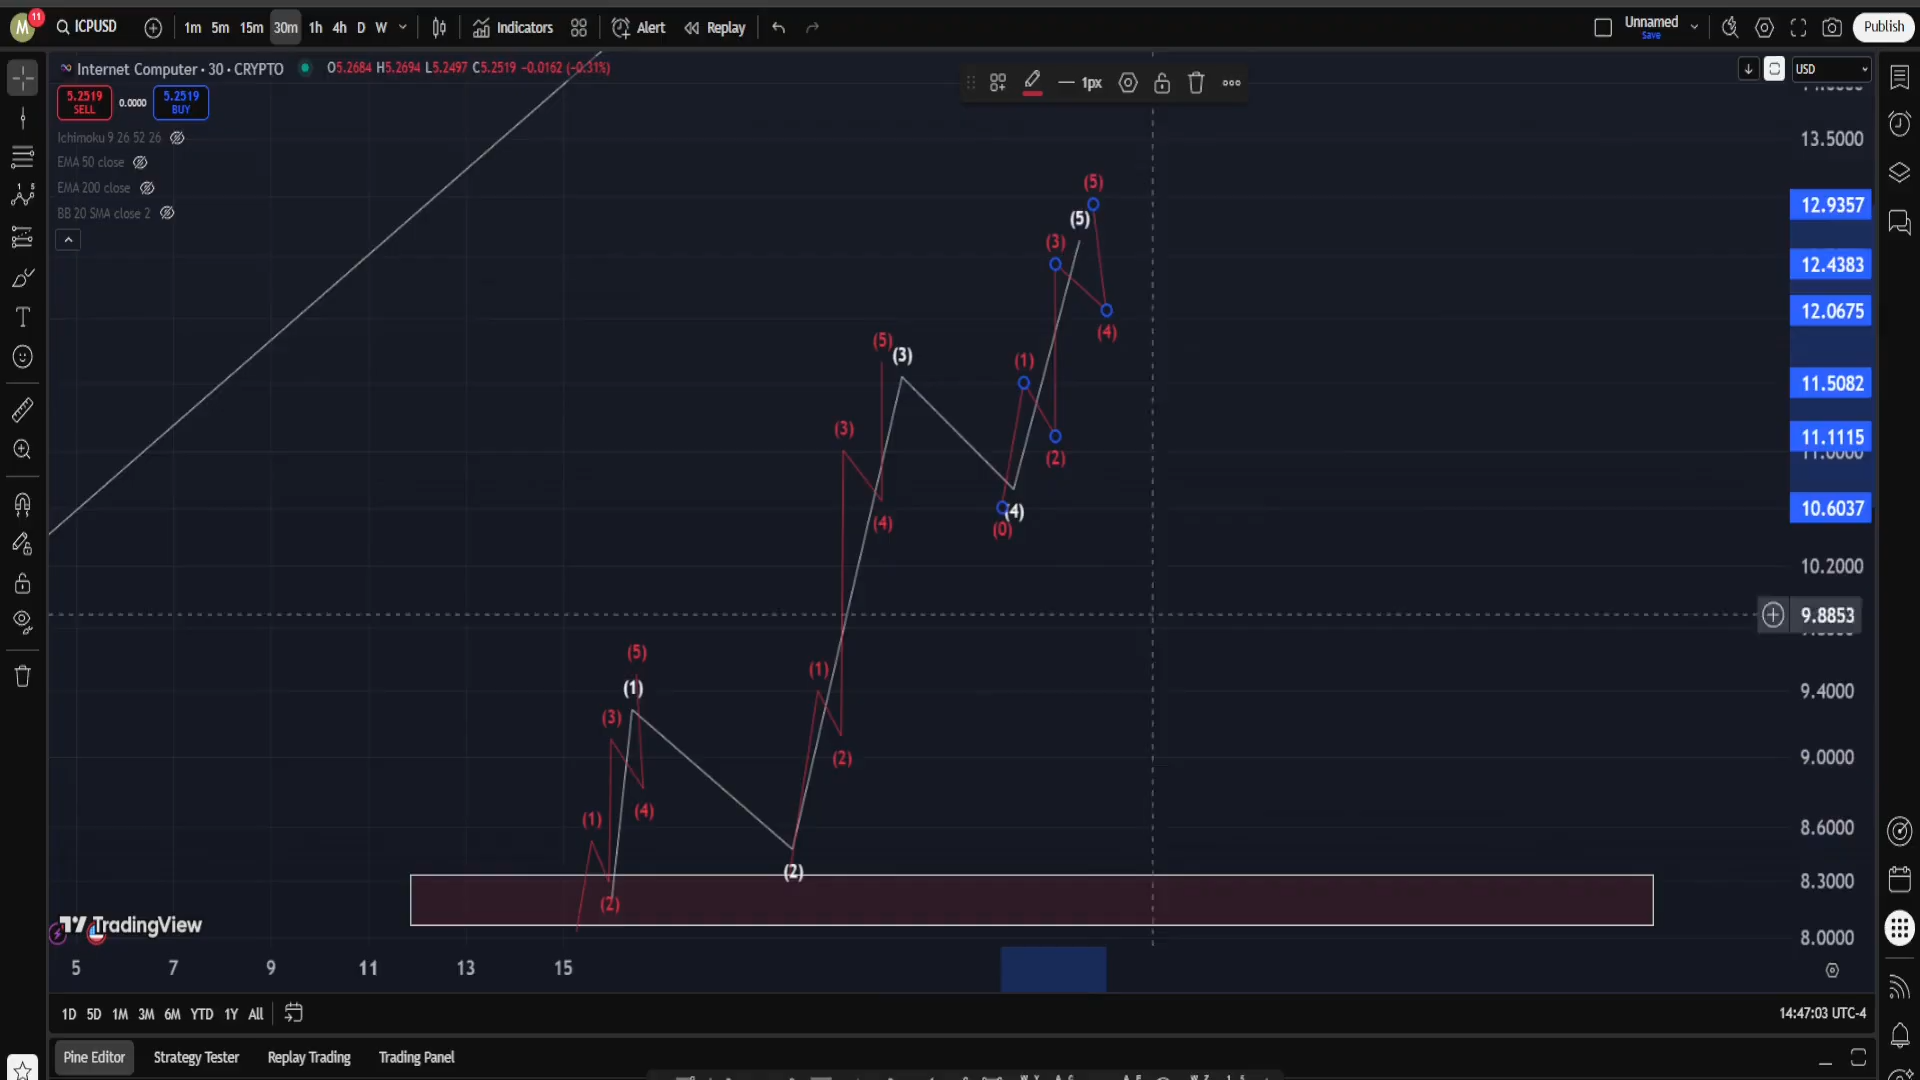 M 11 ICPUSD 1m 5m 15m 30m 1h 4h D W Indicators Alert Replay Unnamed Save Publish
Internet Computer · 30 · CRYPTO O5.2684 H5.2694 L5.2497 C5.2519 -0.0162 (-0.31%)
1px
USD
5.2519 SELL 0.0000 5.2519 BUY
Ichimoku 9 26 52 26
EMA 50 close
EMA 200 close
BB 20 SMA close 2
13.5000
12.9357
12.4383
12.0675
11.5082
11.1115
11.0000
10.6037
10.2000
9.8853
9.4000
9.0000
8.6000
8.3000
8.0000
(5)
(5)
(3)
(4)
(5)
(3)
(1)
(3)
(2)
(4)
(4)
(0)
(5)
(1)
(1)
(3)
(2)
(4)
(1)
(2)
(2)
TradingView
5 7 9 11 13 15
1D 5D 1M 3M 6M YTD 1Y All
14:47:03 UTC-4
Pine Editor Strategy Tester Replay Trading Trading Panel